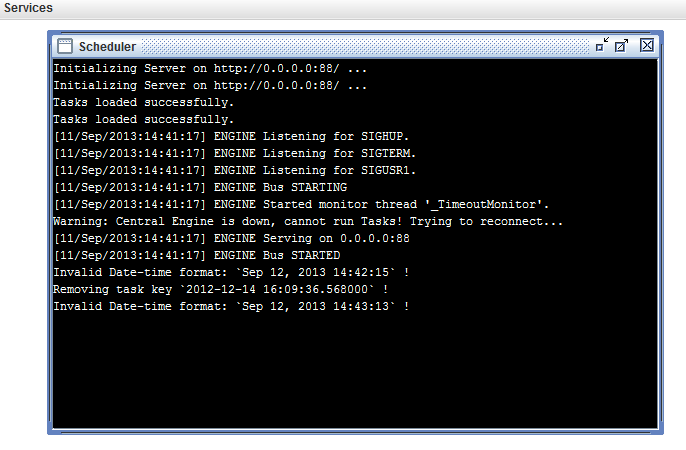 Services
Scheduler
Initializing Server on http://0.0.0.0:88/ ...
Initializing Server on http://0.0.0.0:88/ ...
Tasks loaded successfully.
Tasks loaded successfully.
[11/Sep/2013:14:41:17] ENGINE Listening for SIGHUP.
[11/Sep/2013:14:41:17] ENGINE Listening for SIGTERM.
[11/Sep/2013:14:41:17] ENGINE Listening for SIGUSR1.
[11/Sep/2013:14:41:17] ENGINE Bus STARTING
[11/Sep/2013:14:41:17] ENGINE Started monitor thread '_TimeoutMonitor'.
Warning: Central Engine is down, cannot run Tasks! Trying to reconnect...
[11/Sep/2013:14:41:17] ENGINE Serving on 0.0.0.0:88
[11/Sep/2013:14:41:17] ENGINE Bus STARTED
Invalid Date-time format: `Sep 12, 2013 14:42:15` !
Removing task key `2012-12-14 16:09:36.568000` !
Invalid Date-time format: `Sep 12, 2013 14:43:13` !